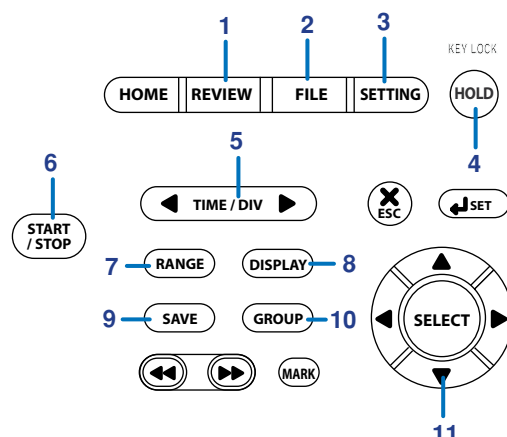 1
2
3
KEY LOCK
HOME REVIEW FILE SETTING
HOLD
4
5
6
TIME / DIV
ESC
SET
START
/ STOP
7
RANGE
DISPLAY
8
9
SAVE
GROUP
10
SELECT
MARK
11